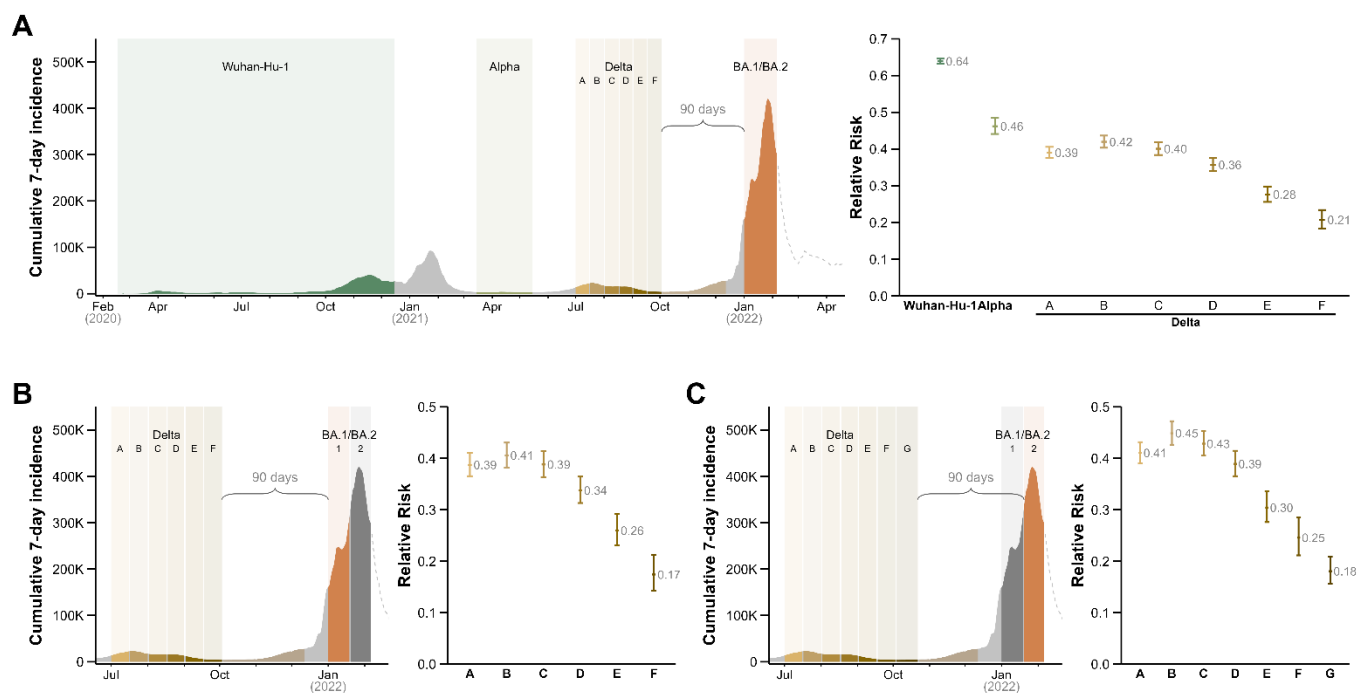 A
Cumulative 7-day incidence
500K
400K
300K
200K
100K
0
Wuhan-Hu-1
Alpha
Delta
A B C D E F
BA.1/BA.2
90 days
Feb Apr Jul Oct Jan Apr Jul Oct Jan Apr
(2020) (2021) (2022)
Relative Risk
0.7
0.6
0.5
0.4
0.3
0.2
0.1
0.0
0.64
0.46
0.39
0.42
0.40
0.36
0.28
0.21
Wuhan-Hu-1 Alpha A B C D E F
Delta
B
Cumulative 7-day incidence
500K
400K
300K
200K
100K
0
Delta
A B C D E F
BA.1/BA.2
1 2
90 days
Jul Oct Jan
(2022)
Relative Risk
0.5
0.4
0.3
0.2
0.1
0.0
0.39
0.41
0.39
0.34
0.26
0.17
A B C D E F
C
Cumulative 7-day incidence
500K
400K
300K
200K
100K
0
Delta
A B C D E F G
BA.1/BA.2
1 2
90 days
Jul Oct Jan
(2022)
Relative Risk
0.5
0.4
0.3
0.2
0.1
0.0
0.41
0.45
0.43
0.39
0.30
0.25
0.18
A B C D E F G